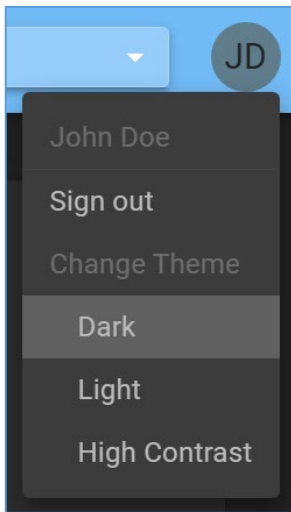 JD
John Doe
Sign out
Change Theme
Dark
Light
High Contrast